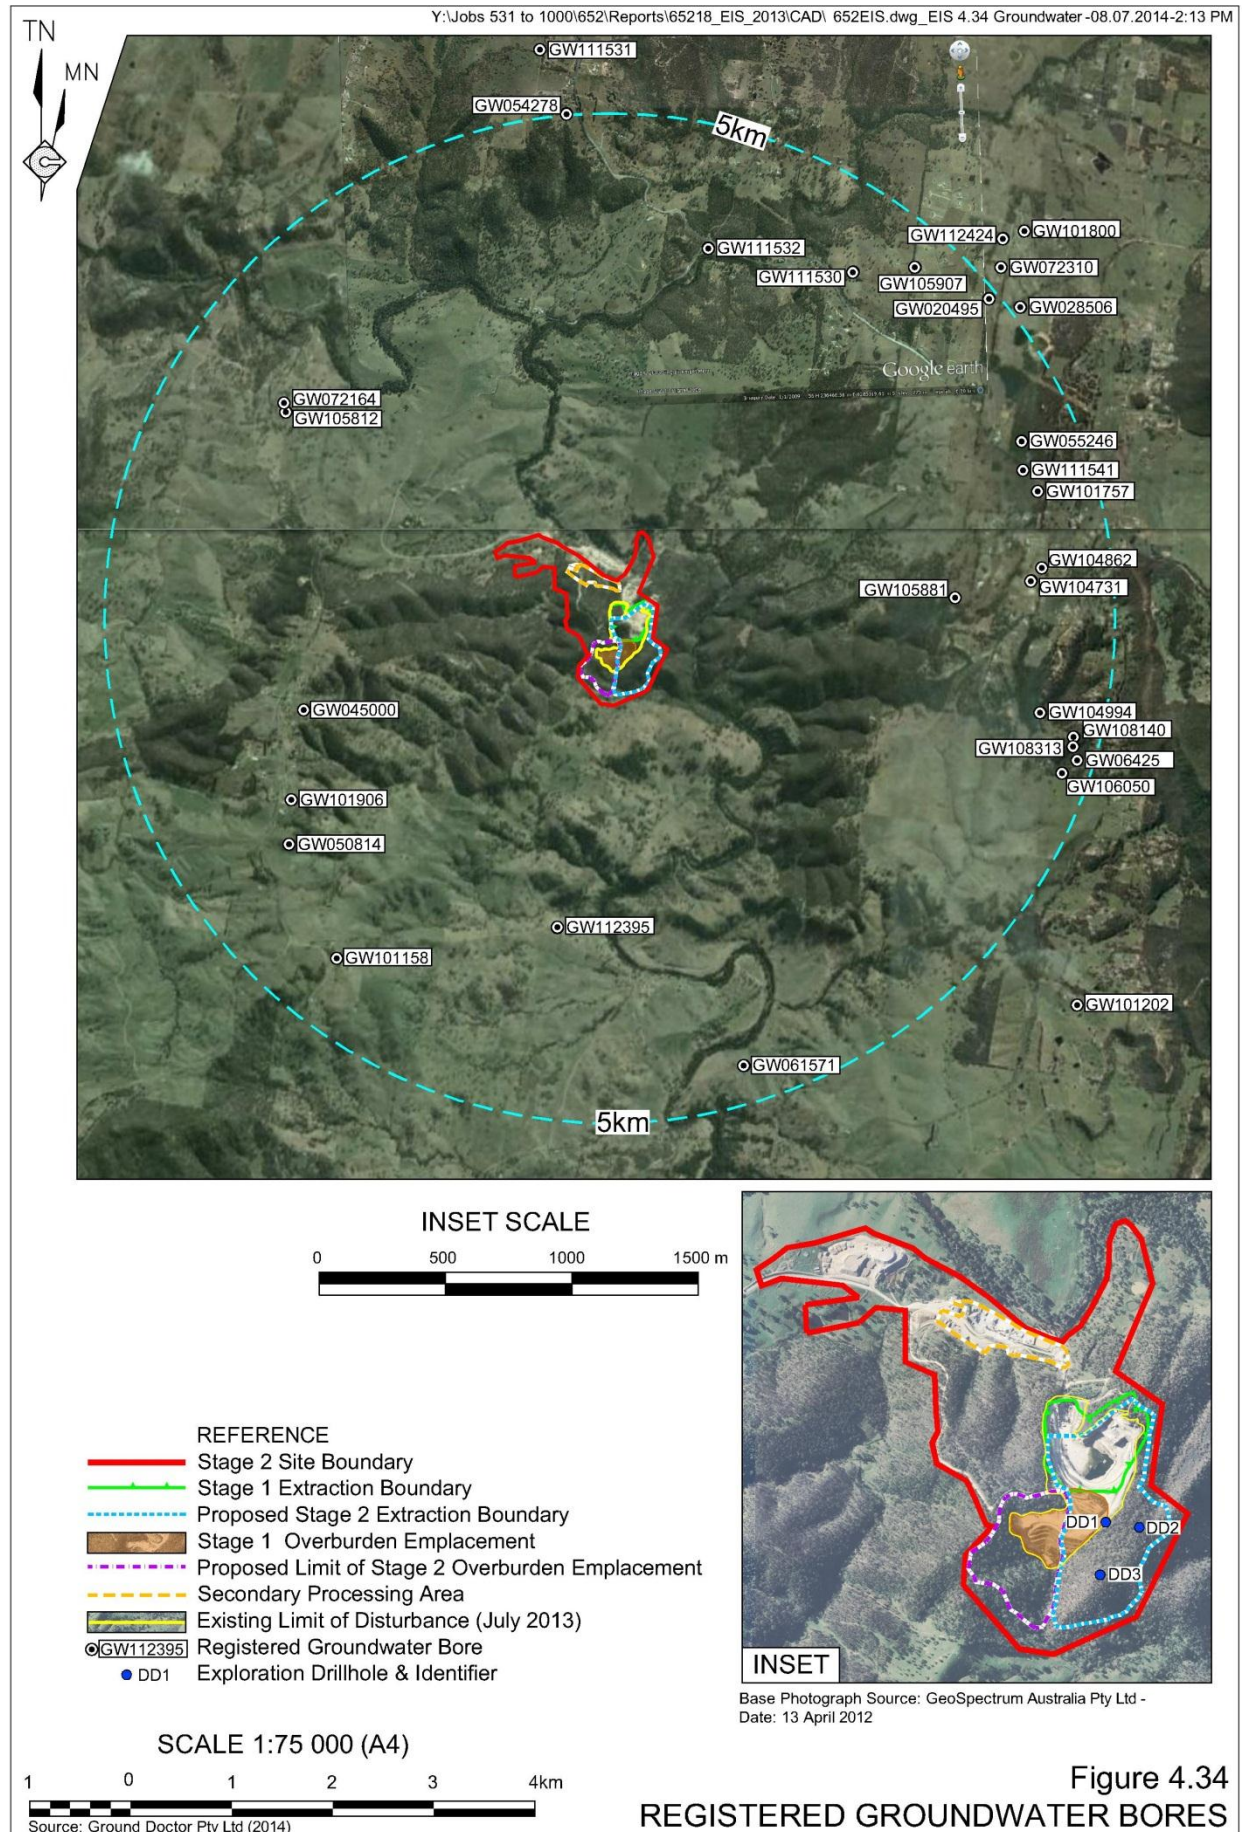 Y:\Jobs 531 to 1000\652\Reports\65218_EIS_2013\CAD\ 652EIS.dwg_EIS 4.34 Groundwater -08.07.2014-2:13 PM
TN
MN
GW111531
GW054278
5km
GW101800
GW112424
GW111532
GW072310
GW111530
GW105907
GW020495
GW028506
Google earth
GW072164
GW105812
GW055246
GW111541
GW101757
GW104862
GW105881
GW104731
GW045000
GW104994
GW108140
GW108313
GW06425
GW106050
GW101906
GW050814
GW112395
GW101158
GW101202
GW061571
5km
INSET SCALE
0 500 1000 1500 m
REFERENCE
Stage 2 Site Boundary
Stage 1 Extraction Boundary
Proposed Stage 2 Extraction Boundary
Stage 1 Overburden Emplacement
Proposed Limit of Stage 2 Overburden Emplacement
Secondary Processing Area
Existing Limit of Disturbance (July 2013)
GW112395 Registered Groundwater Bore
DD1 Exploration Drillhole & Identifier
DD1
DD2
DD3
INSET
Base Photograph Source: GeoSpectrum Australia Pty Ltd -
Date: 13 April 2012
SCALE 1:75 000 (A4)
1 0 1 2 3 4km
Source: Ground Doctor Pty Ltd (2014)
Figure 4.34
REGISTERED GROUNDWATER BORES